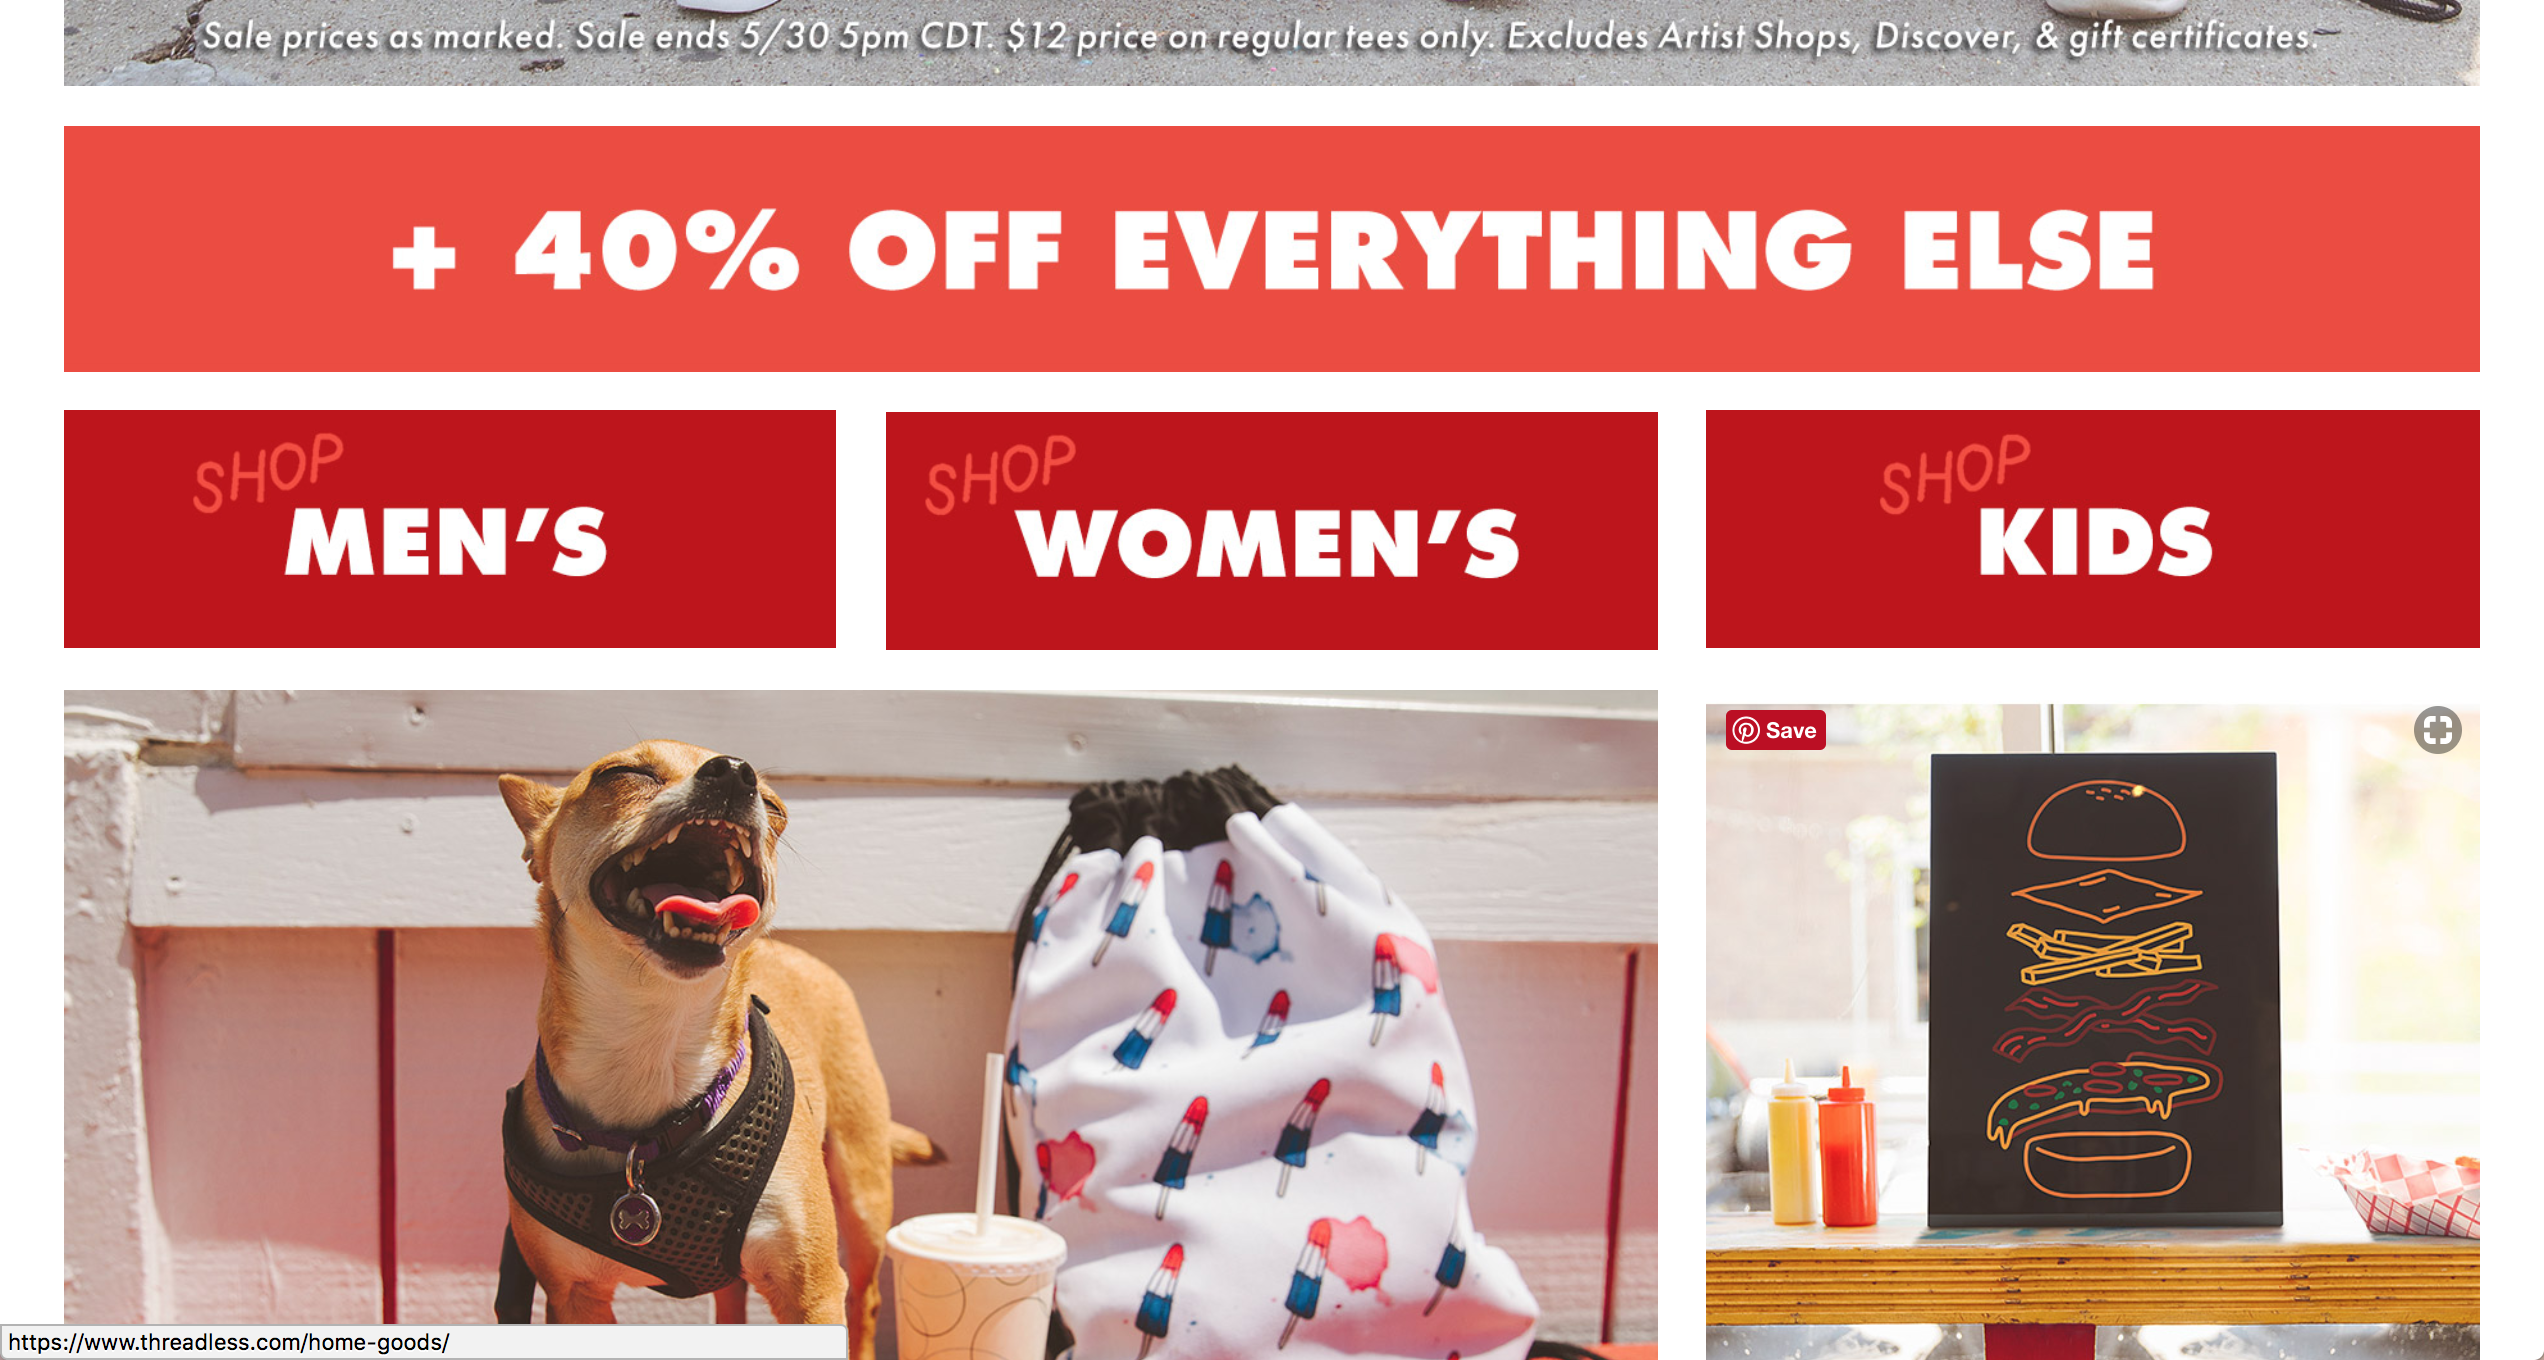 Sale prices as marked. Sale ends 5/30 5pm CDT. $12 price on regular tees only. Excludes Artist Shops, Discover, & gift certificates.
+ 40% OFF EVERYTHING ELSE
SHOP
MEN'S
SHOP
WOMEN'S
SHOP
KIDS
Save
https://www.threadless.com/home-goods/